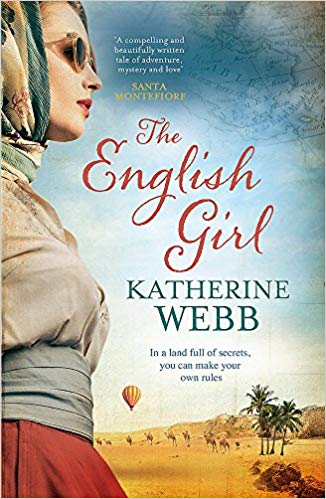 'A compelling and
beautifully written
tale of adventure,
mystery and love'
SANTA
MONTEFIORE
The
English
Girl
KATHERINE
WEBB
In a land full of secrets,
you can make your
own rules